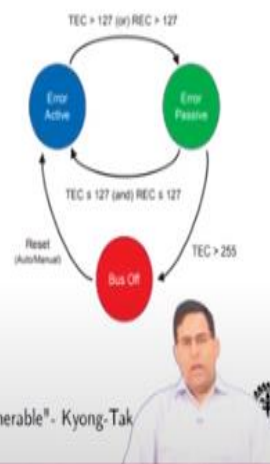 TEC > 127 (or) REC > 127
Error
Active
Error
Passive
TEC ≤ 127 (and) REC ≤ 127
Reset
(Auto/Manual)
TEC > 255
Bus Off
nerable"- Kyong-Tak